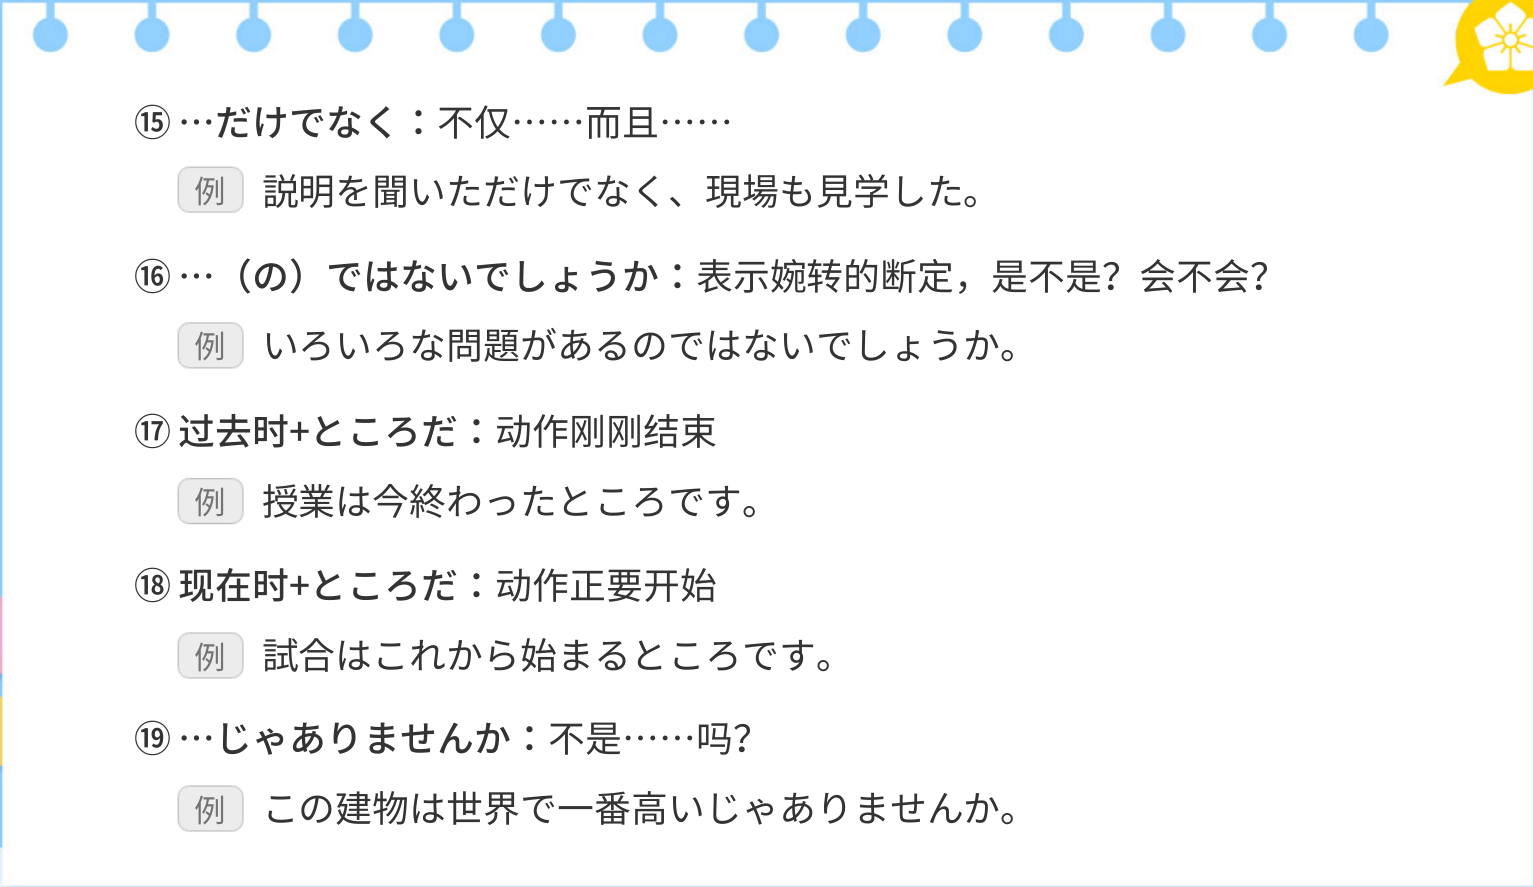 ⑮ …だけでなく：不仅……而且……
例 説明を聞いただけでなく、現場も見学した。
⑯ …（の）ではないでしょうか：表示婉转的断定，是不是？会不会？
例 いろいろな問題があるのではないでしょうか。
⑰ 过去时+ところだ：动作刚刚结束
例 授業は今終わったところです。
⑱ 现在时+ところだ：动作正要开始
例 試合はこれから始まるところです。
⑲ …じゃありませんか：不是……吗？
例 この建物は世界で一番高いじゃありませんか。